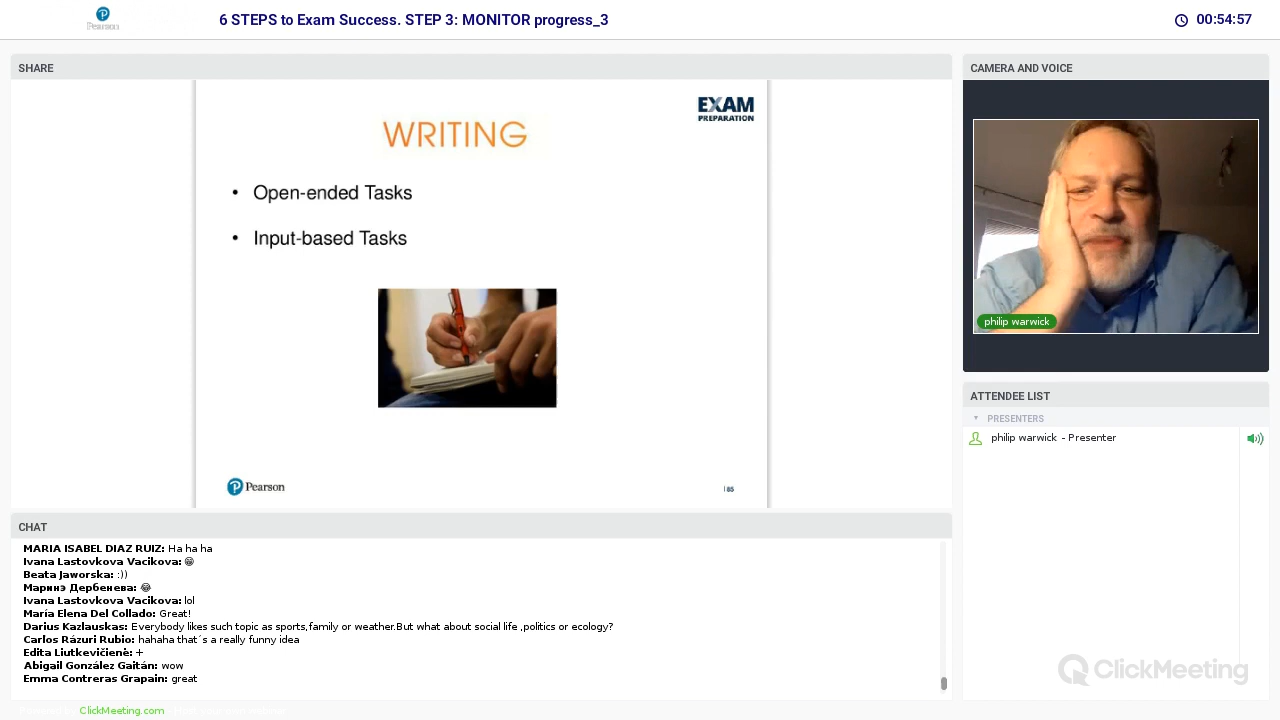 Pearson
6 STEPS to Exam Success. STEP 3: MONITOR progress_3
00:54:57
SHARE
EXAM
PREPARATION
WRITING
• Open-ended Tasks
• Input-based Tasks
Pearson
85
CAMERA AND VOICE
philip warwick
ATTENDEE LIST
PRESENTERS
philip warwick - Presenter
CHAT
MARIA ISABEL DIAZ RUIZ: Ha ha ha
Ivana Lastovkova Vacikova: 😁
Beata Jaworska: :))
Маринэ Дербенева: 😂
Ivana Lastovkova Vacikova: lol
María Elena Del Collado: Great!
Darius Kazlauskas: Everybody likes such topic as sports,family or weather.But what about social life ,politics or ecology?
Carlos Rázuri Rubio: hahaha that´s a really funny idea
Edita Liutkevičienė: +
Abigail González Gaitán: wow
Emma Contreras Grapain: great
ClickMeeting
ClickMeeting.com